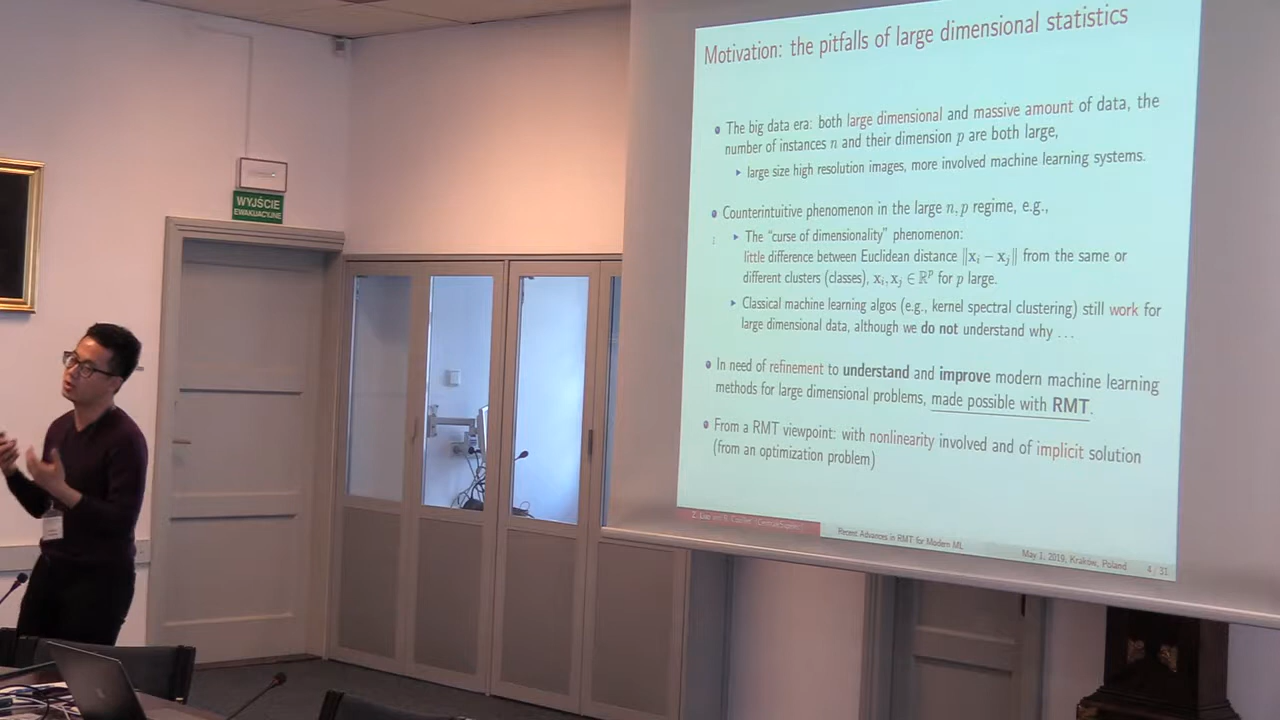 WYJŚCIE
EWAKUACYJNE
Motivation: the pitfalls of large dimensional statistics
The big data era: both large dimensional and massive amount of data, the
number of instances n and their dimension p are both large,
large size high resolution images, more involved machine learning systems.
Counterintuitive phenomenon in the large n, p regime, e.g.,
The “curse of dimensionality” phenomenon:
little difference between Euclidean distance ‖xᵢ − xⱼ‖ from the same or
different clusters (classes), xᵢ, xⱼ ∈ ℝᵖ for p large.
Classical machine learning algos (e.g., kernel spectral clustering) still work for
large dimensional data, although we do not understand why ...
In need of refinement to understand and improve modern machine learning
methods for large dimensional problems, made possible with RMT.
From a RMT viewpoint: with nonlinearity involved and of implicit solution
(from an optimization problem)
Recent Advances in RMT for Modern ML
May 1, 2019, Kraków, Poland 4 / 31